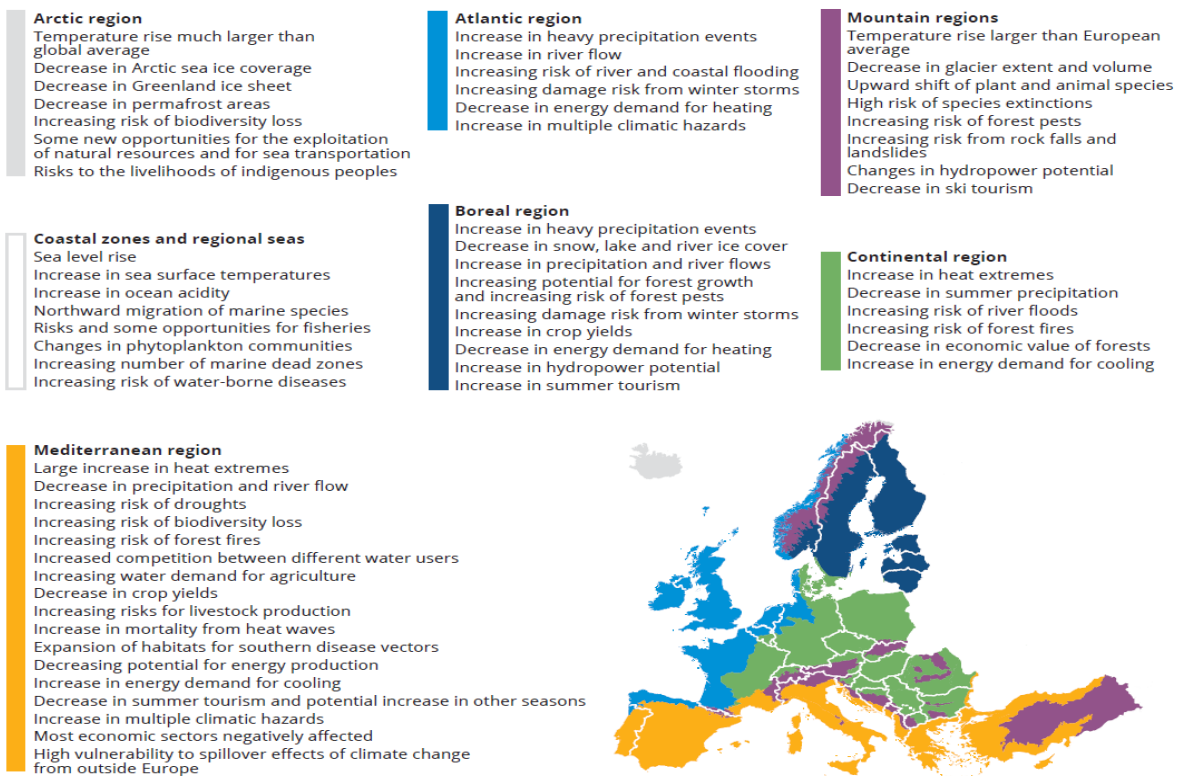 Arctic region
Temperature rise much larger than
global average
Decrease in Arctic sea ice coverage
Decrease in Greenland ice sheet
Decrease in permafrost areas
Increasing risk of biodiversity loss
Some new opportunities for the exploitation
of natural resources and for sea transportation
Risks to the livelihoods of indigenous peoples
Atlantic region
Increase in heavy precipitation events
Increase in river flow
Increasing risk of river and coastal flooding
Increasing damage risk from winter storms
Decrease in energy demand for heating
Increase in multiple climatic hazards
Mountain regions
Temperature rise larger than European
average
Decrease in glacier extent and volume
Upward shift of plant and animal species
High risk of species extinctions
Increasing risk of forest pests
Increasing risk from rock falls and
landslides
Changes in hydropower potential
Decrease in ski tourism
Coastal zones and regional seas
Sea level rise
Increase in sea surface temperatures
Increase in ocean acidity
Northward migration of marine species
Risks and some opportunities for fisheries
Changes in phytoplankton communities
Increasing number of marine dead zones
Increasing risk of water-borne diseases
Boreal region
Increase in heavy precipitation events
Decrease in snow, lake and river ice cover
Increase in precipitation and river flows
Increasing potential for forest growth
and increasing risk of forest pests
Increasing damage risk from winter storms
Increase in crop yields
Decrease in energy demand for heating
Increase in hydropower potential
Increase in summer tourism
Continental region
Increase in heat extremes
Decrease in summer precipitation
Increasing risk of river floods
Increasing risk of forest fires
Decrease in economic value of forests
Increase in energy demand for cooling
Mediterranean region
Large increase in heat extremes
Decrease in precipitation and river flow
Increasing risk of droughts
Increasing risk of biodiversity loss
Increasing risk of forest fires
Increased competition between different water users
Increasing water demand for agriculture
Decrease in crop yields
Increasing risks for livestock production
Increase in mortality from heat waves
Expansion of habitats for southern disease vectors
Decreasing potential for energy production
Increase in energy demand for cooling
Decrease in summer tourism and potential increase in other seasons
Increase in multiple climatic hazards
Most economic sectors negatively affected
High vulnerability to spillover effects of climate change
from outside Europe